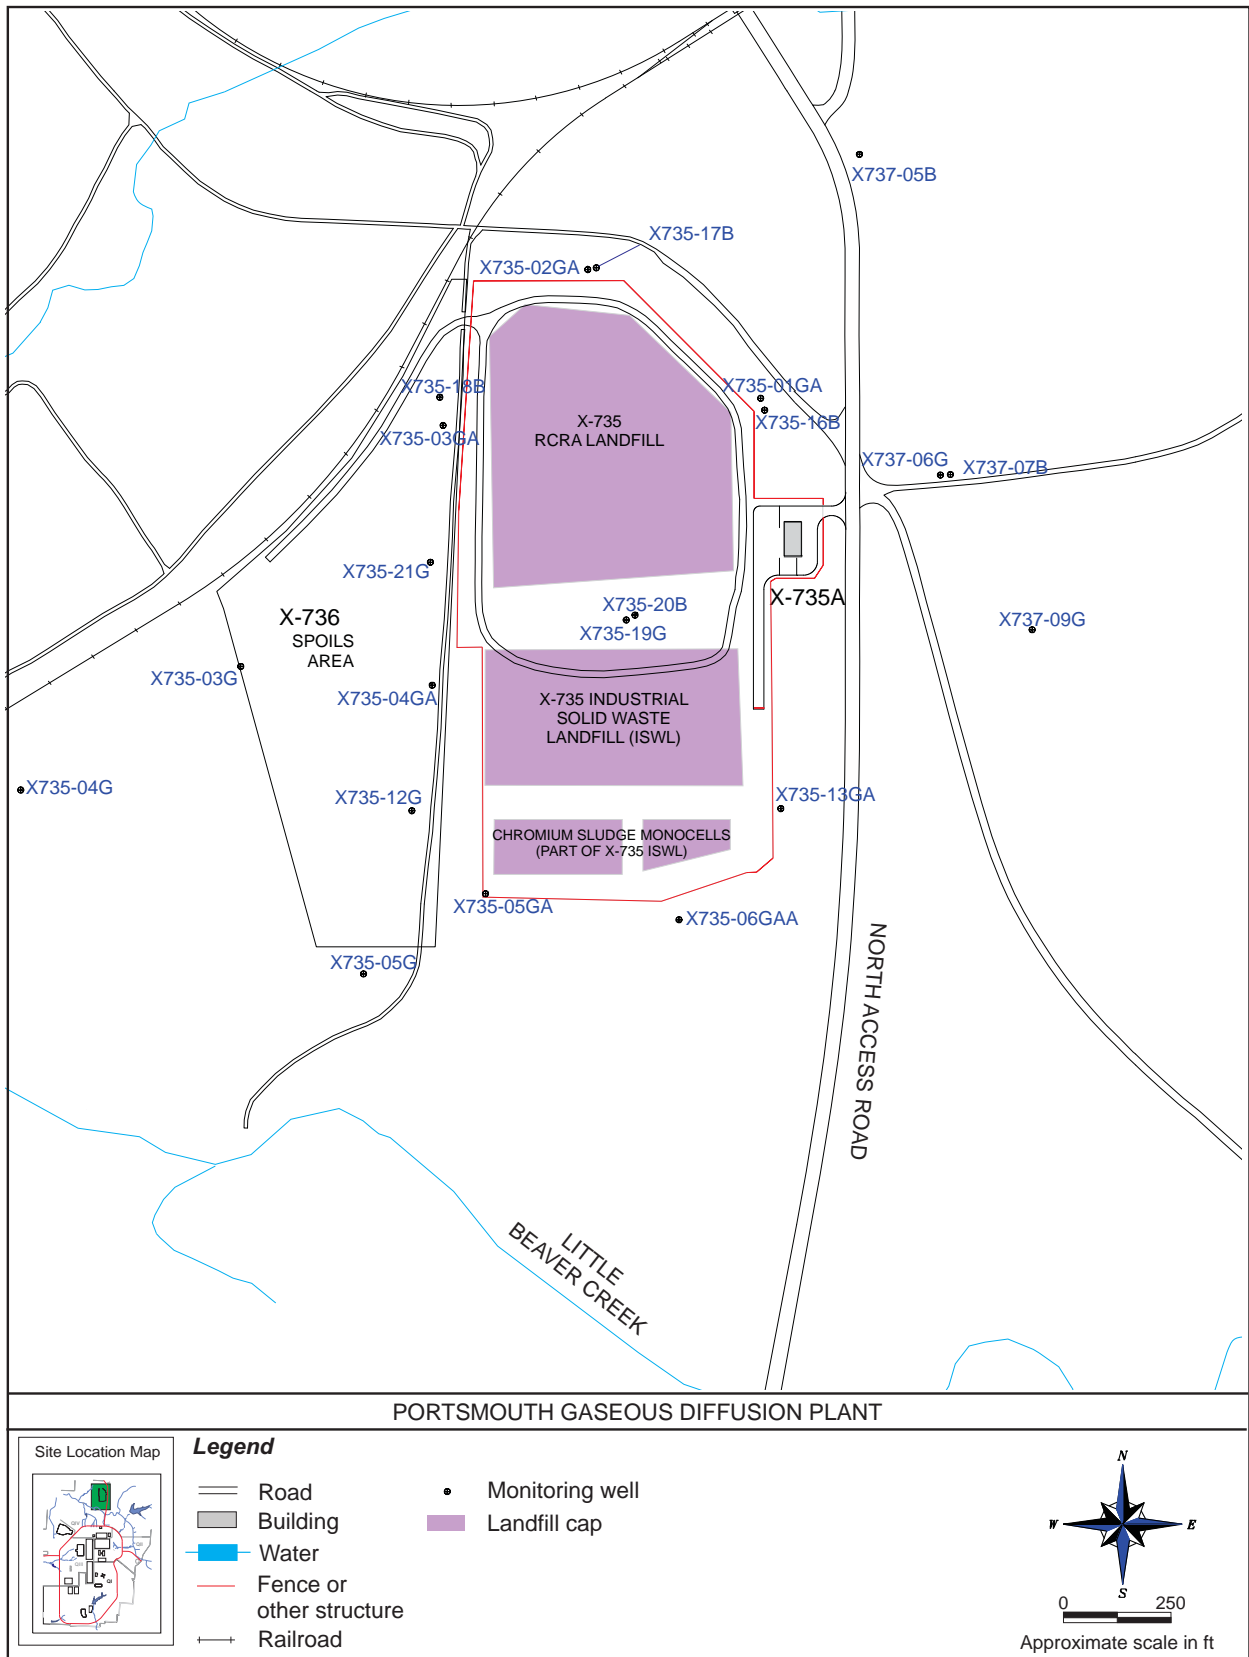 X737-05B
X735-17B
X735-02GA
X735-18B
X735-01GA
X735-16B
X735-03GA
X-735
RCRA LANDFILL
X737-06G
X737-07B
X735-21G
X-735A
X735-20B
X735-19G
X-736
SPOILS
AREA
X737-09G
X735-03G
X735-04GA
X-735 INDUSTRIAL
SOLID WASTE
LANDFILL (ISWL)
X735-04G
X735-12G
X735-13GA
CHROMIUM SLUDGE MONOCELLS
(PART OF X-735 ISWL)
X735-05GA
X735-06GAA
X735-05G
NORTH ACCESS ROAD
LITTLE
BEAVER CREEK
PORTSMOUTH GASEOUS DIFFUSION PLANT
Site Location Map
Legend
Road
Building
Water
Fence or
other structure
Railroad
Monitoring well
Landfill cap
N
W
E
S
0 250
Approximate scale in ft